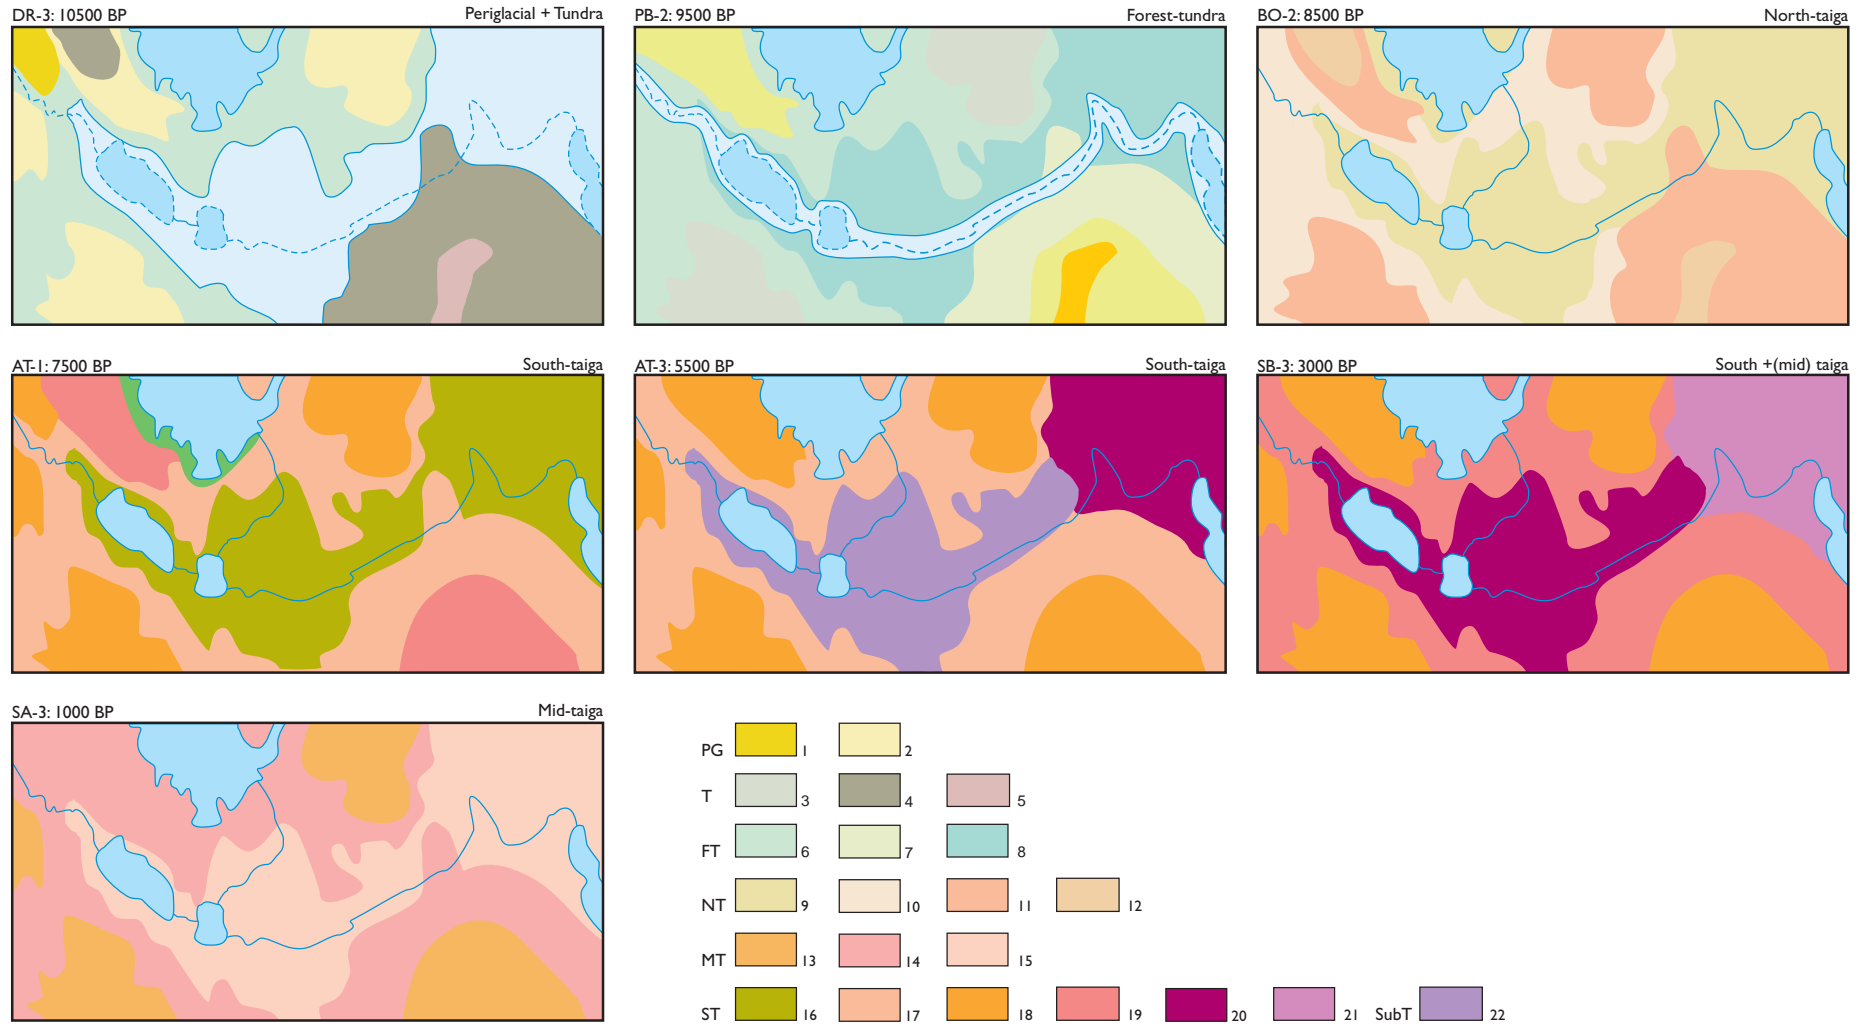 DR-3: 10500 BP Periglacial + Tundra
PB-2: 9500 BP Forest-tundra
BO-2: 8500 BP North-taiga
AT-1: 7500 BP South-taiga
AT-3: 5500 BP South-taiga
SB-3: 3000 BP South +(mid) taiga
SA-3: 1000 BP Mid-taiga
PG 1 2
T 3 4 5
FT 6 7 8
NT 9 10 11 12
MT 13 14 15
ST 16 17 18 19 20 21 SubT 22